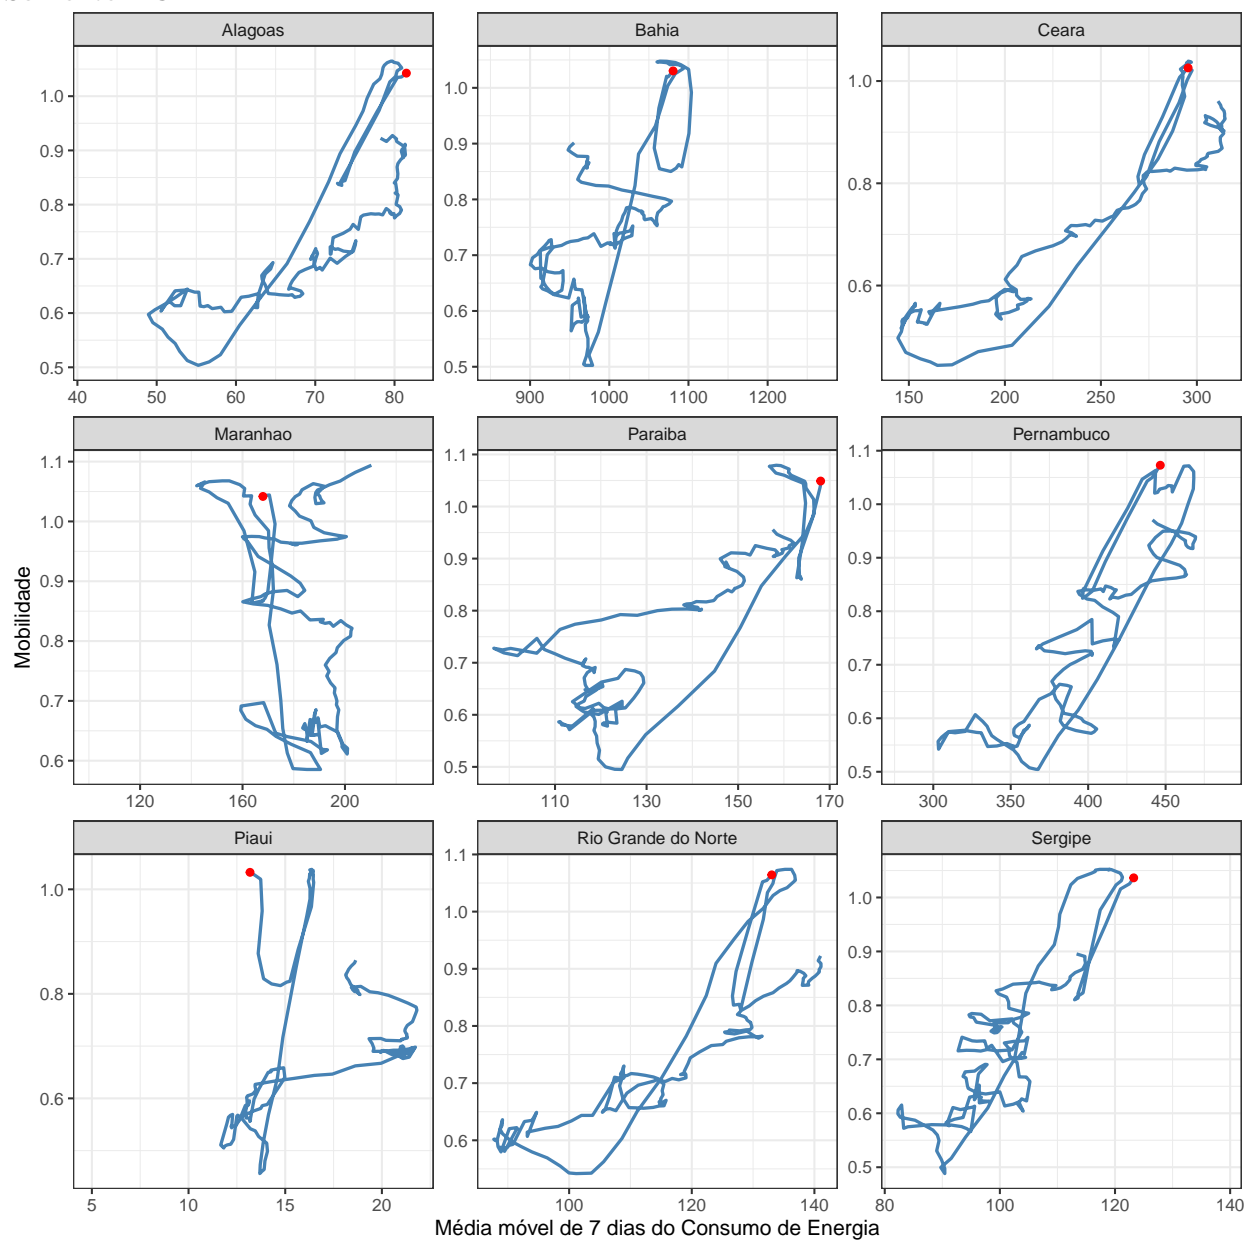 Alagoas Bahia Ceara
1.0 1.0 1.0
0.9 0.9
0.8 0.8 0.8
0.7 0.7
0.6 0.6 0.6
0.5 0.5
40 50 60 70 80 900 1000 1100 1200 150 200 250 300
Maranhao Paraiba Pernambuco
1.1 1.1 1.1
1.0 1.0 1.0
0.9 0.9 0.9
0.8 0.8 0.8
0.7 0.7 0.7
0.6 0.6 0.6
0.5 0.5
120 160 200 110 130 150 170 300 350 400 450
Mobilidade
Piaui Rio Grande do Norte Sergipe
1.1
1.0 1.0 1.0
0.9 0.9
0.8 0.8 0.8
0.7 0.7
0.6 0.6 0.6
0.5
5 10 15 20 100 120 140 80 100 120 140
Média móvel de 7 dias do Consumo de Energia